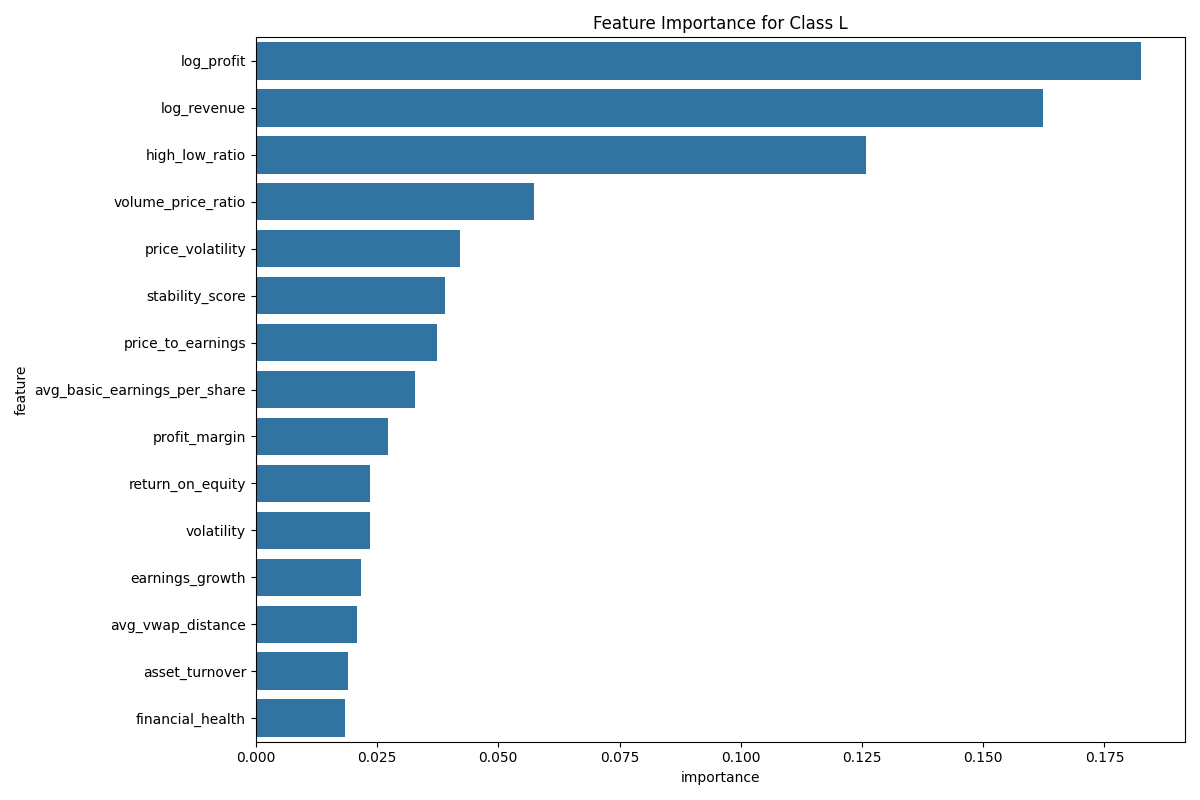 Feature Importance for Class L
log_profit
log_revenue
high_low_ratio
volume_price_ratio
price_volatility
stability_score
price_to_earnings
avg_basic_earnings_per_share
profit_margin
return_on_equity
volatility
earnings_growth
avg_vwap_distance
asset_turnover
financial_health
feature
0.000 0.025 0.050 0.075 0.100 0.125 0.150 0.175
importance